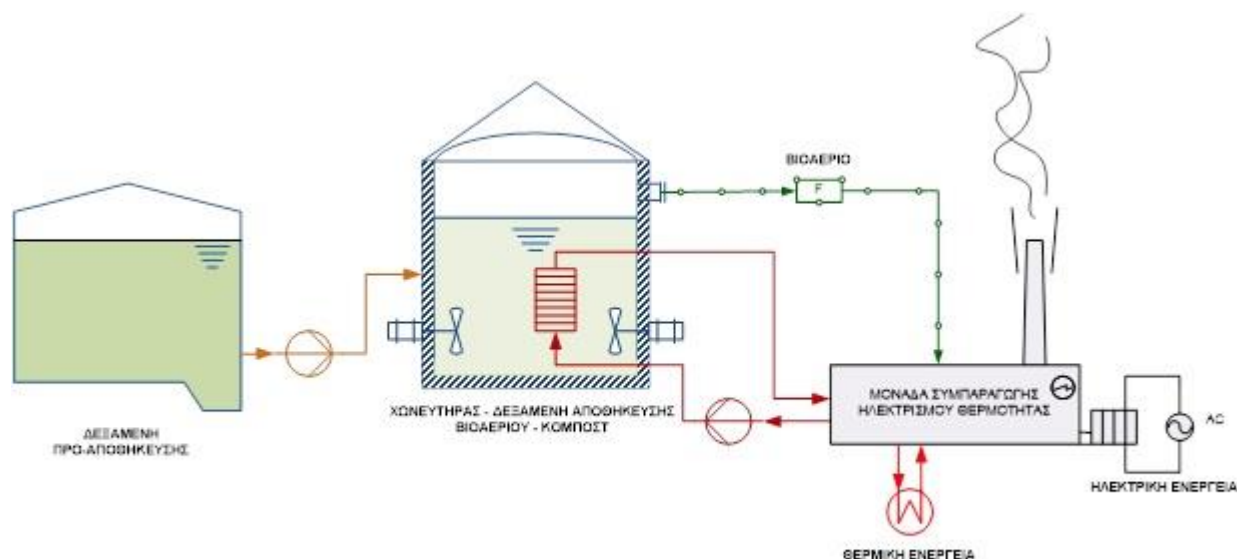 ΒΙΟΑΕΡΙΟ
F
ΔΕΞΑΜΕΝΗ
ΠΡΟ-ΑΠΟΘΗΚΕΥΣΗΣ
ΧΩΝΕΥΤΗΡΑΣ - ΔΕΞΑΜΕΝΗ ΑΠΟΘΗΚΕΥΣΗΣ
ΒΙΟΑΕΡΙΟΥ - ΚΟΜΠΟΣΤ
ΜΟΝΑΔΑ ΣΥΜΠΑΡΑΓΩΓΗΣ
ΗΛΕΚΤΡΙΣΜΟΥ ΘΕΡΜΟΤΗΤΑΣ
AC
ΗΛΕΚΤΡΙΚΗ ΕΝΕΡΓΕΙΑ
ΘΕΡΜΙΚΗ ΕΝΕΡΓΕΙΑ